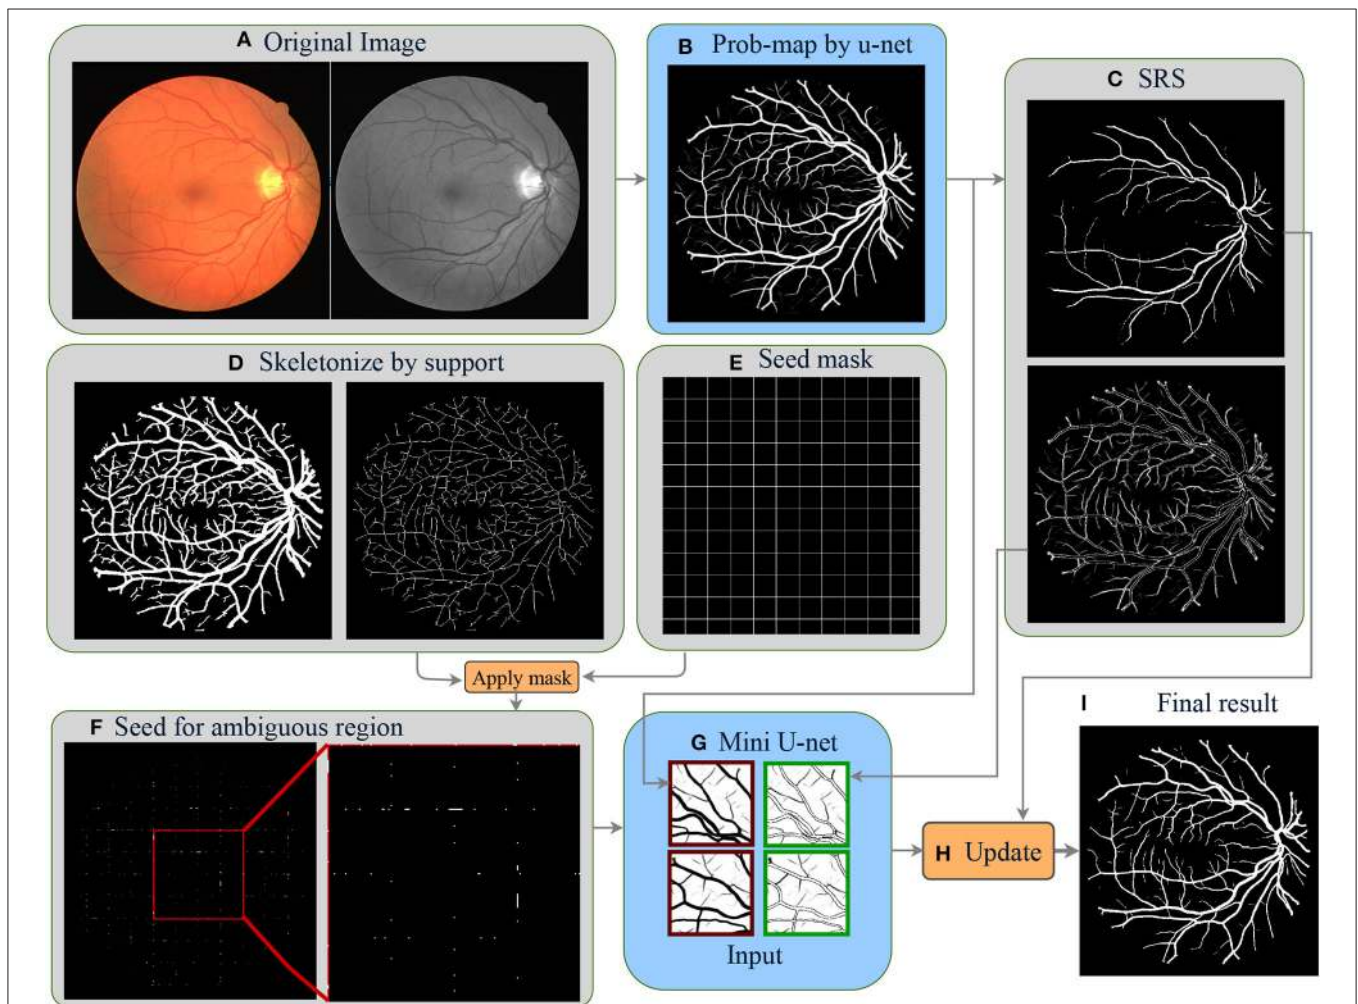 A Original Image
B Prob-map by u-net
C SRS
D Skeletonize by support
E Seed mask
Apply mask
F Seed for ambiguous region
G Mini U-net
Input
H Update
I Final result